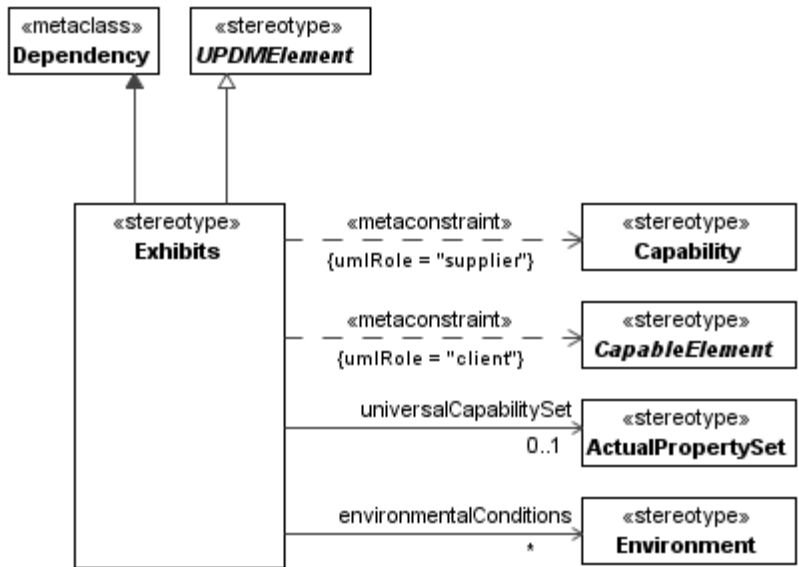 «metaclass»
Dependency
«stereotype»
UPDMElement
«stereotype»
Exhibits
«metaconstraint»
{umlRole = "supplier"}
«stereotype»
Capability
«metaconstraint»
{umlRole = "client"}
«stereotype»
CapableElement
universalCapabilitySet
0..1
«stereotype»
ActualPropertySet
environmentalConditions
*
«stereotype»
Environment